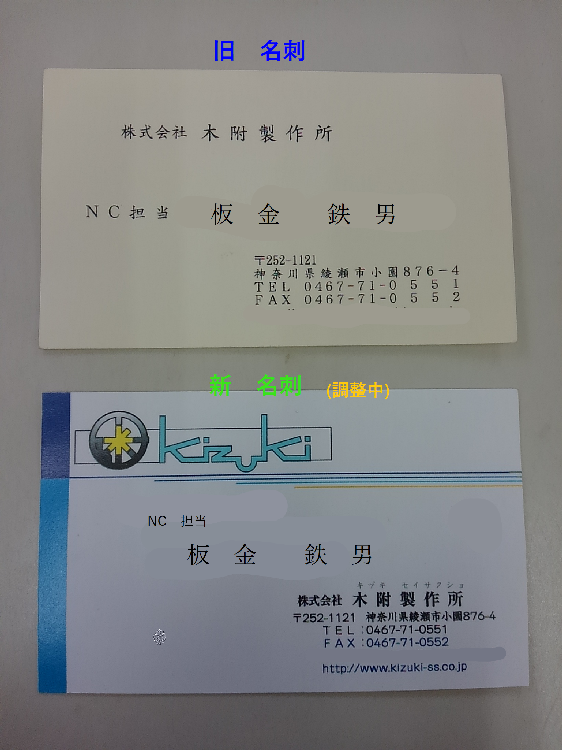 旧　名刺
株式会社 木附製作所
ＮＣ担当　板金　鉄男
〒252-1121
神奈川県綾瀬市小園８７６－４
ＴＥＬ ０４６７－７１－０５５１
ＦＡＸ ０４６７－７１－０５５２
新　名刺　(調整中)
kizuki
NC　担当
板金　鉄男
キヅキ　セイサクショ
株式会社 木附製作所
〒252-1121　神奈川県綾瀬市小園876-4
ＴＥＬ：0467-71-0551
ＦＡＸ：0467-71-0552
http://www.kizuki-ss.co.jp